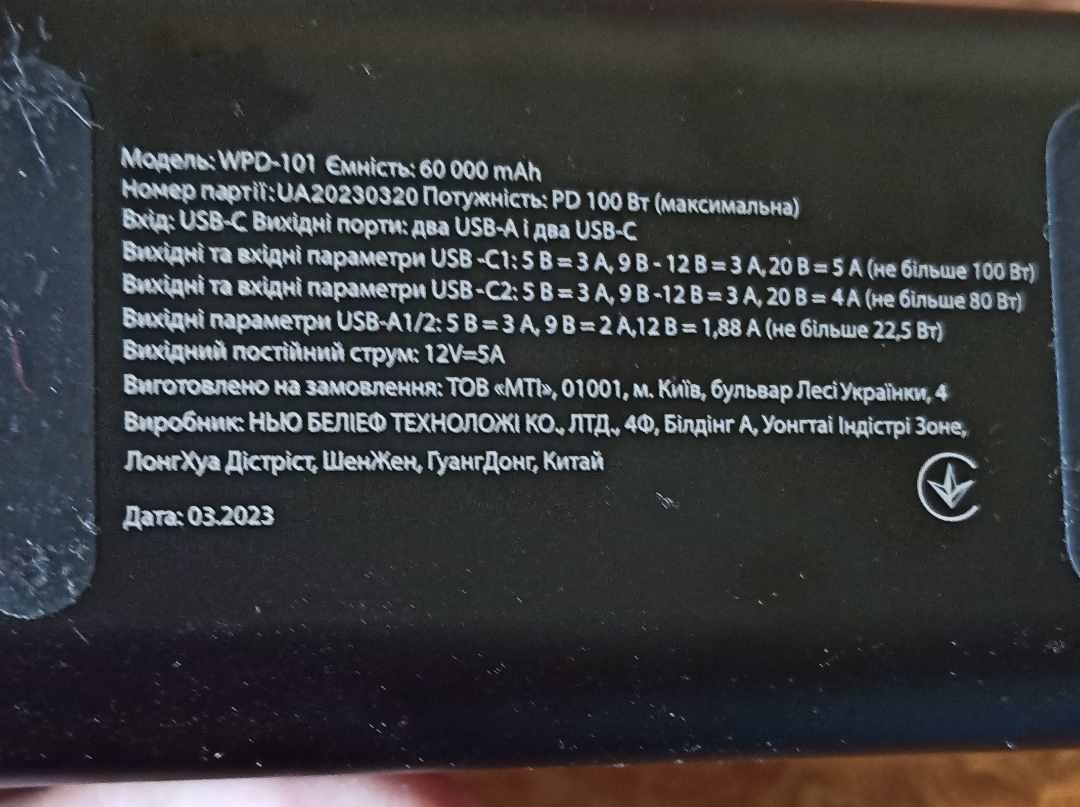 Модель: WPD-101 Ємність: 60 000 mAh
Номер партії: UA20230320 Потужність: PD 100 Вт (максимальна)
Вхід: USB-C Вихідні порти: два USB-A і два USB-C
Вихідні та вхідні параметри USB -C1: 5 В = 3 А, 9 В - 12 В = 3 А, 20 В = 5 А (не більше 100 Вт)
Вихідні та вхідні параметри USB-C2: 5 В = 3 А, 9 В -12 В = 3 А, 20 В = 4 А (не більше 80 Вт)
Вихідні параметри USB-A1/2: 5 В = 3 А, 9 В = 2 А,12 В = 1,88 А (не більше 22,5 Вт)
Вихідний постійний струм: 12V=5A
Виготовлено на замовлення: ТОВ «МТІ», 01001, м. Київ, бульвар Лесі Українки, 4
Виробник: НЬЮ БЕЛІЕФ ТЕХНОЛОЖІ КО., ЛТД., 4Ф, Білдінг А, Уонгтаі Індістрі Зоне,
ЛонгХуа Дістріст, ШенЖен, ГуангДонг, Китай
Дата: 03.2023